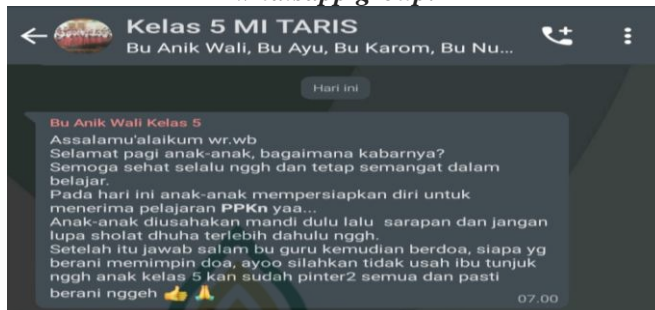 Kelas 5 MI TARIS
Bu Anik Wali, Bu Ayu, Bu Karom, Bu Nu...
Hari ini
Bu Anik Wali Kelas 5
Assalamu'alaikum wr.wb
Selamat pagi anak-anak, bagaimana kabarnya?
Semoga sehat selalu nggh dan tetap semangat dalam
belajar.
Pada hari ini anak-anak mempersiapkan diri untuk
menerima pelajaran PPKn yaa...
Anak-anak diusahakan mandi dulu lalu sarapan dan jangan
lupa sholat dhuha terlebih dahulu nggh.
Setelah itu jawab salam bu guru kemudian berdoa, siapa yg
berani memimpin doa, ayoo silahkan tidak usah ibu tunjuk
nggh anak kelas 5 kan sudah pinter2 semua dan pasti
berani nggeh 👍 🙏
07.00